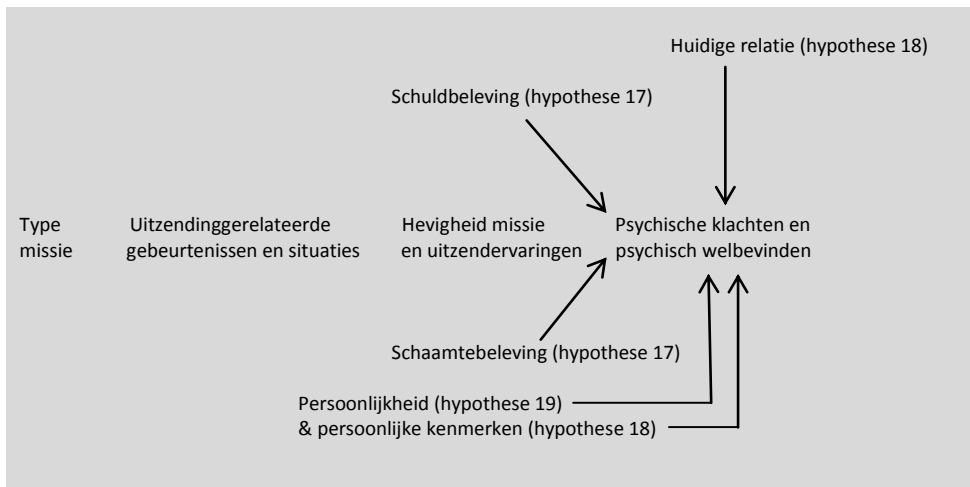 Huidige relatie (hypothese 18)
Schuldbeleving (hypothese 17)
Type missie
Uitzendinggerelateerde gebeurtenissen en situaties
Hevigheid missie en uitzendervaringen
Psychische klachten en psychisch welbevinden
Schaamtebeleving (hypothese 17)
Persoonlijkheid (hypothese 19)
& persoonlijke kenmerken (hypothese 18)